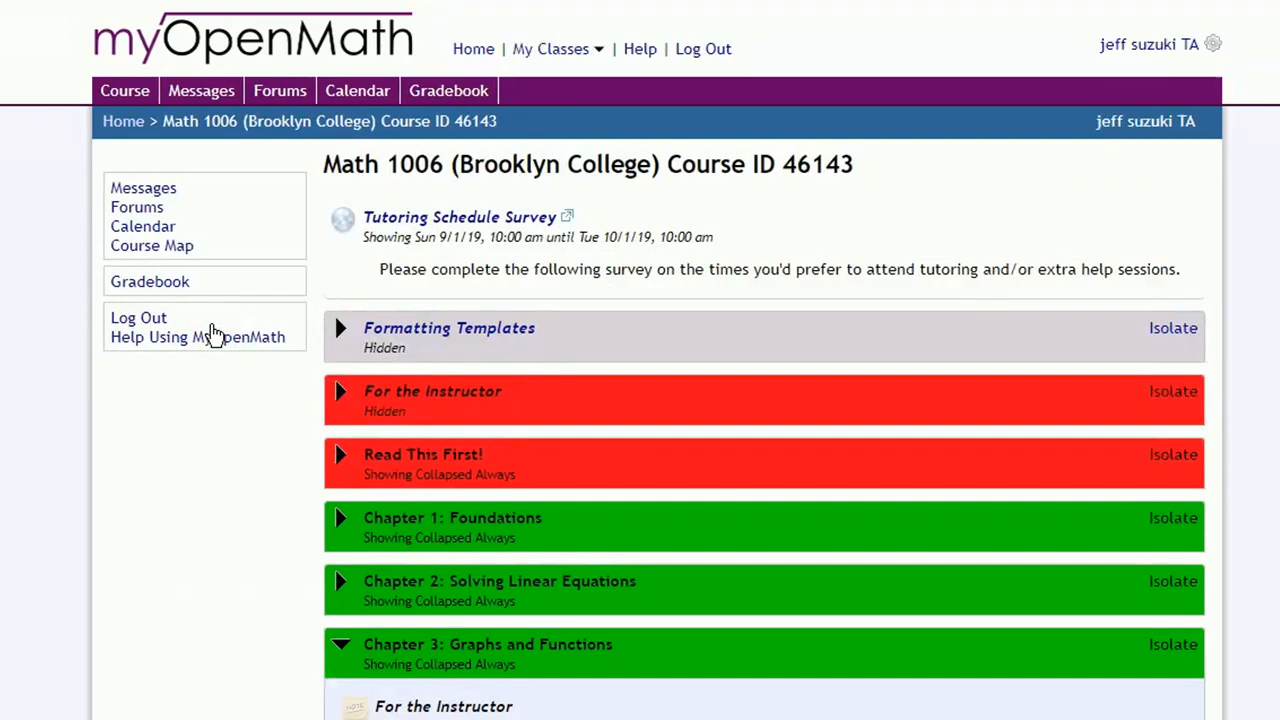 myOpenMath
Home | My Classes | Help | Log Out
jeff suzuki TA
Course Messages Forums Calendar Gradebook
Home > Math 1006 (Brooklyn College) Course ID 46143
jeff suzuki TA
Messages
Forums
Calendar
Course Map
Gradebook
Log Out
Help Using MyOpenMath
Math 1006 (Brooklyn College) Course ID 46143
Tutoring Schedule Survey
Showing Sun 9/1/19, 10:00 am until Tue 10/1/19, 10:00 am
Please complete the following survey on the times you'd prefer to attend tutoring and/or extra help sessions.
Formatting Templates Isolate
Hidden
For the Instructor Isolate
Hidden
Read This First! Isolate
Showing Collapsed Always
Chapter 1: Foundations Isolate
Showing Collapsed Always
Chapter 2: Solving Linear Equations Isolate
Showing Collapsed Always
Chapter 3: Graphs and Functions Isolate
Showing Collapsed Always
NOTE For the Instructor